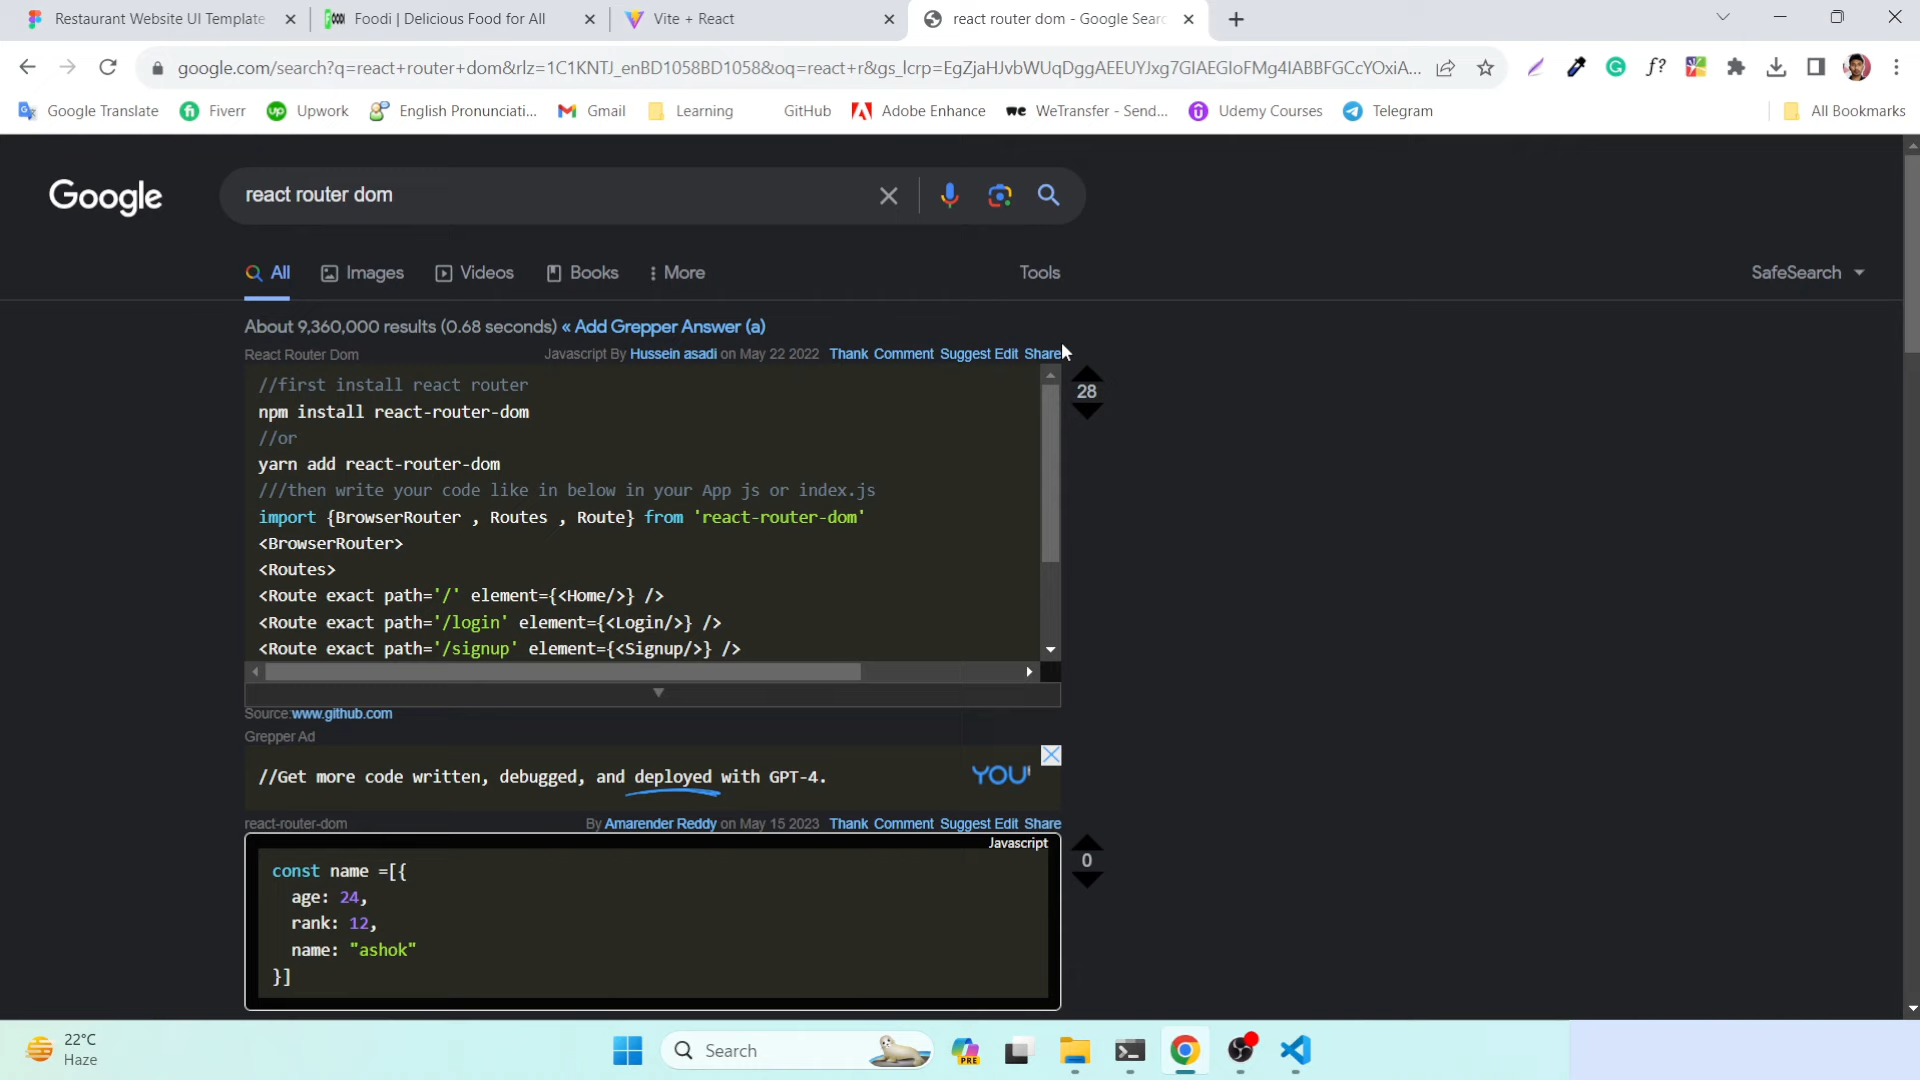 Restaurant Website UI Template
Foodi | Delicious Food for All
Vite + React
react router dom - Google Sear
google.com/search?q=react+router+dom&rlz=1C1KNTJ_enBD1058BD1058&oq=react+r&gs_lcrp=EgZjaHJvbWUqDggAEEUYJxg7GIAEGIoFMg4IABBFGCcYOxiA...
Google Translate
Fiverr
Upwork
English Pronunciati...
Gmail
Learning
GitHub
Adobe Enhance
WeTransfer - Send...
Udemy Courses
Telegram
All Bookmarks
Google
react router dom
All
Images
Videos
Books
More
Tools
SafeSearch
About 9,360,000 results (0.68 seconds) « Add Grepper Answer (a)
React Router Dom
Javascript By Hussein asadi on May 22 2022 Thank Comment Suggest Edit Share
//first install react router
npm install react-router-dom
//or
yarn add react-router-dom
///then write your code like in below in your App js or index.js
import {BrowserRouter , Routes , Route} from 'react-router-dom'
<BrowserRouter>
<Routes>
<Route exact path='/' element={<Home/>} />
<Route exact path='/login' element={<Login/>} />
<Route exact path='/signup' element={<Signup/>} />
28
Source:www.github.com
Grepper Ad
//Get more code written, debugged, and deployed with GPT-4.
YOU
react-router-dom
By Amarender Reddy on May 15 2023 Thank Comment Suggest Edit Share
Javascript
const name =[{
age: 24,
rank: 12,
name: "ashok"
}]
0
22°C
Haze
Search
PRE